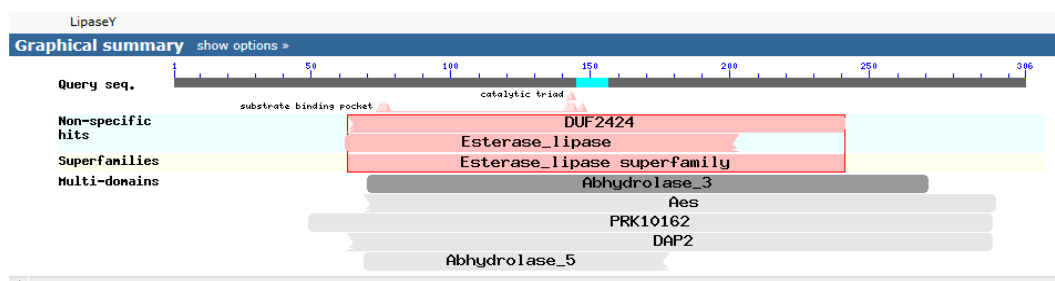 LipaseY
Graphical summary show options »
1 50 100 150 200 250 306
Query seq.
catalytic triad
substrate binding pocket
Non-specific
hits
DUF2424
Esterase_lipase
Superfamilies
Esterase_lipase superfamily
Multi-domains
Abhydrolase_3
Aes
PRK10162
DAP2
Abhydrolase_5